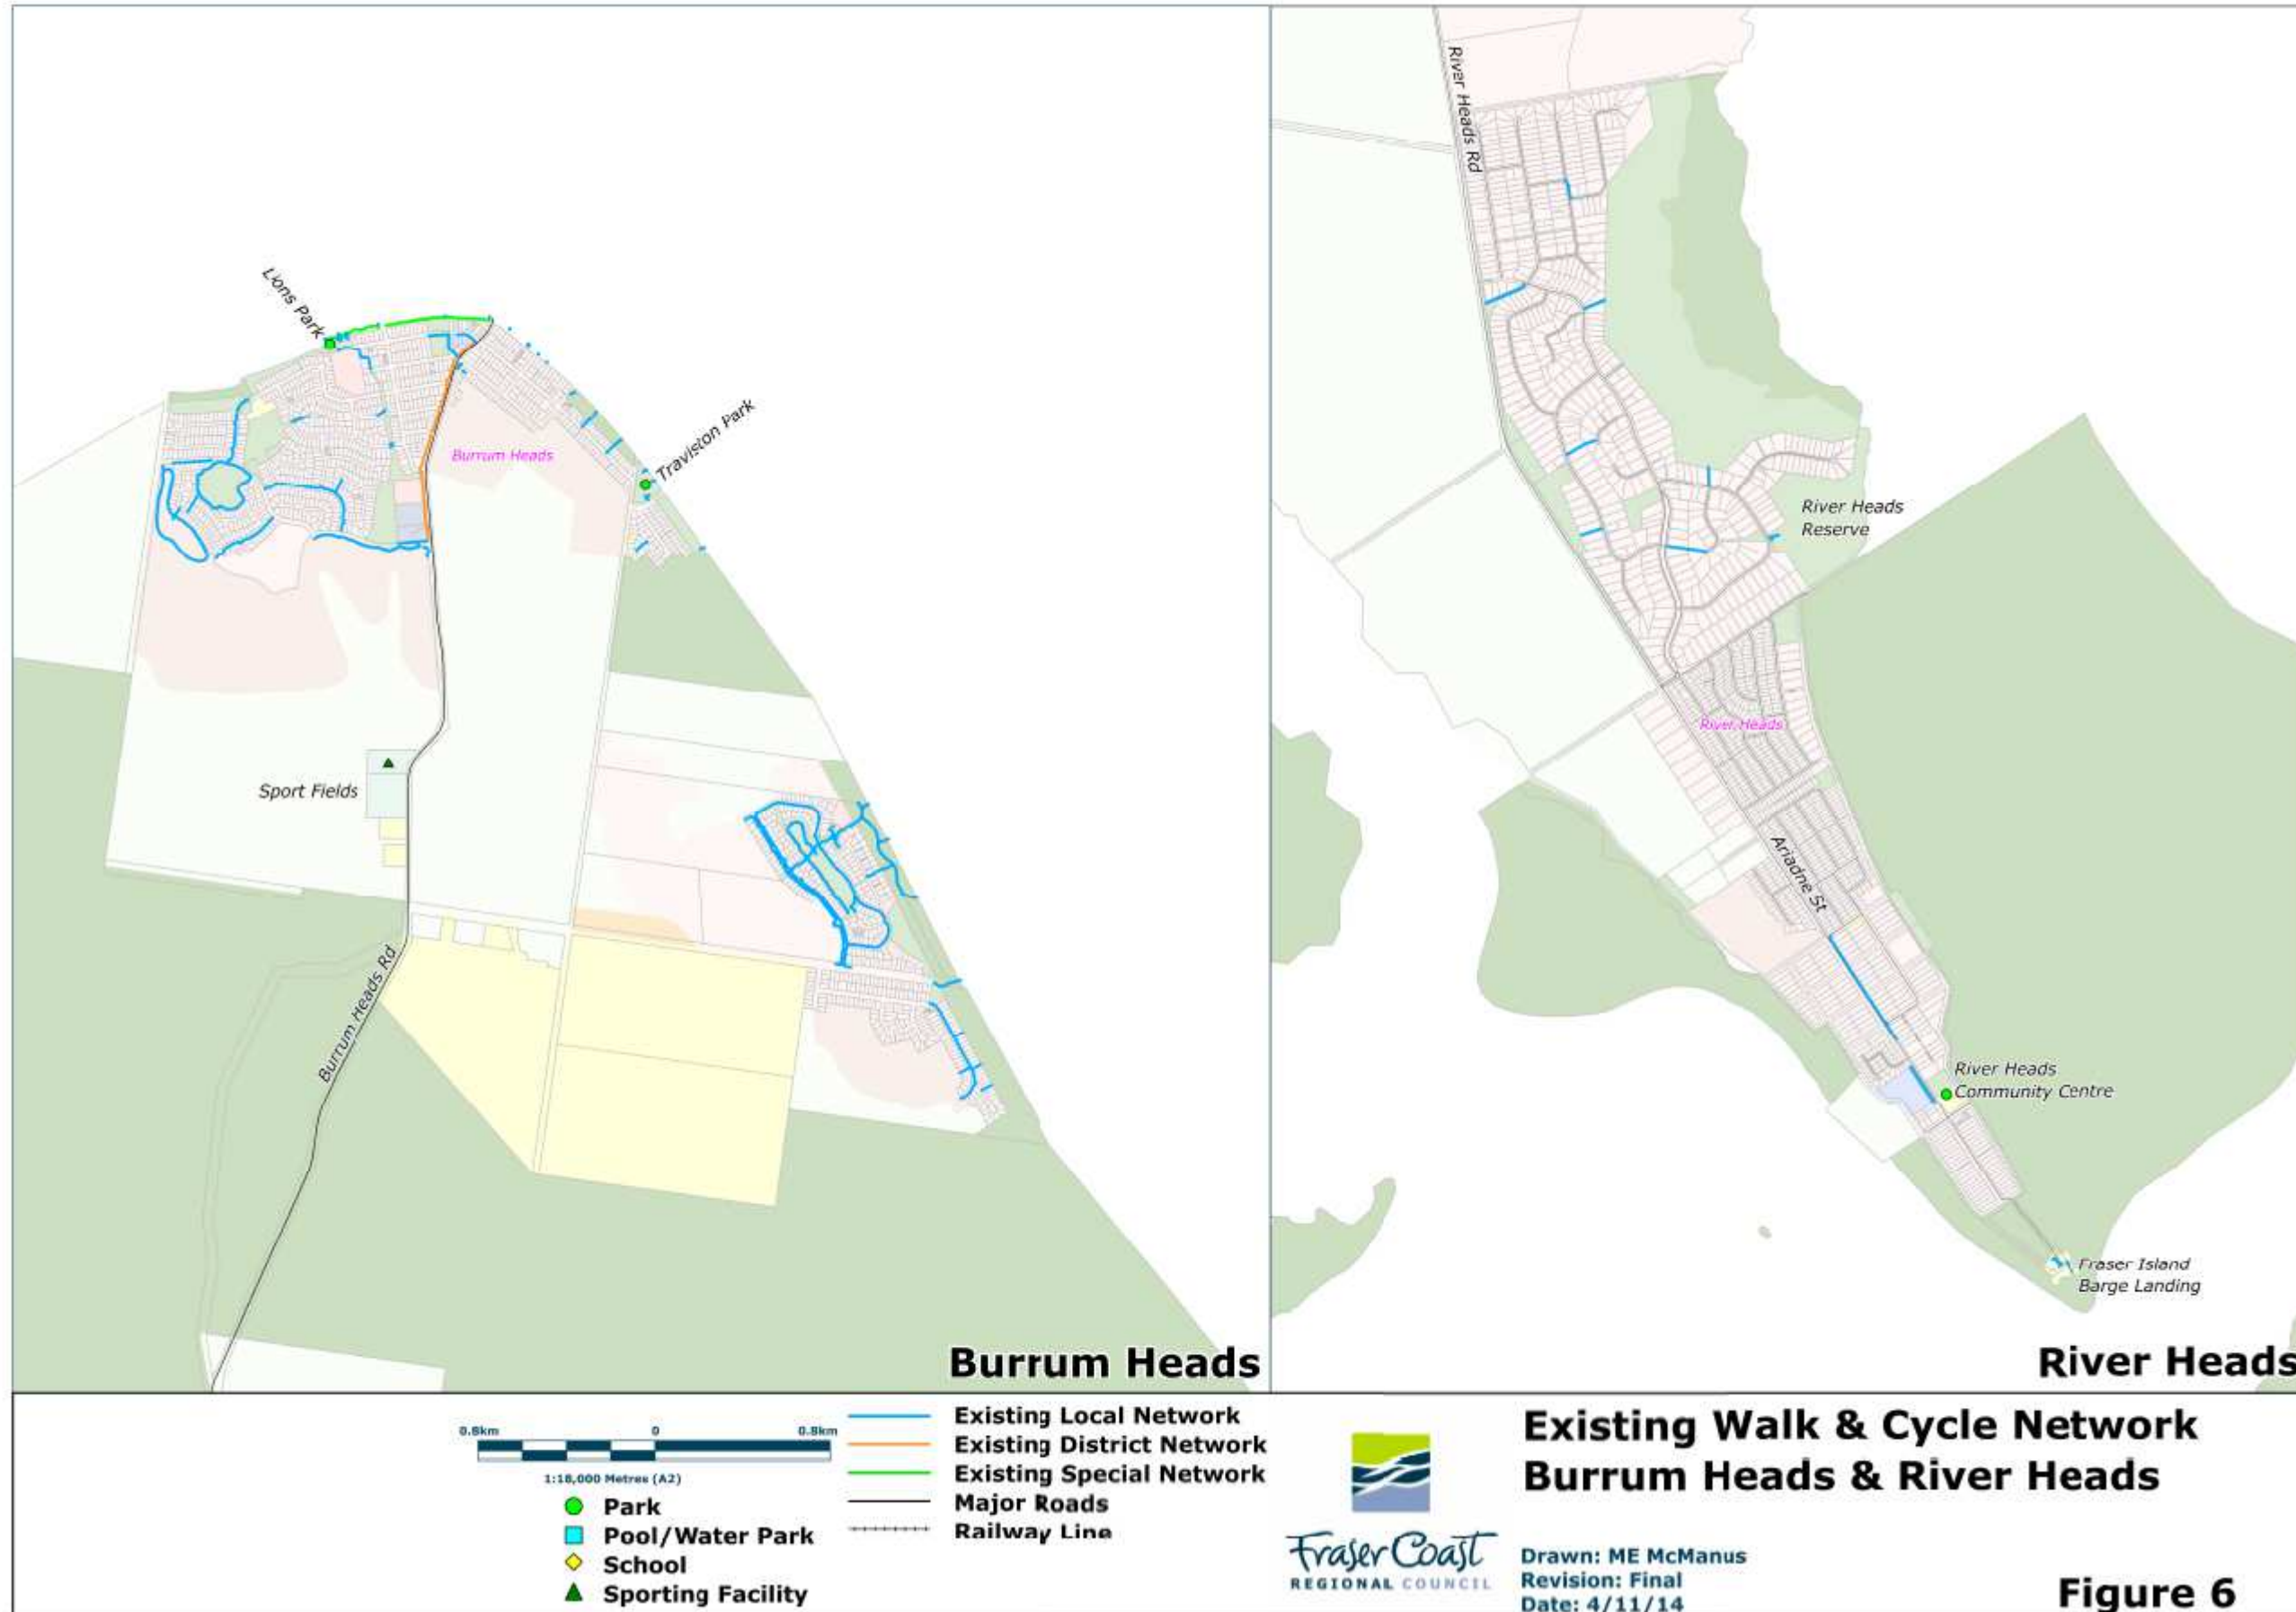 River Heads Rd
Lions Park
Traviston Park
Burrum Heads
Sport Fields
Burrum Heads Rd
Burrum Heads
River Heads
Reserve
River Heads
Ariadne St
River Heads
Community Centre
Fraser Island
Barge Landing
River Heads
0.8km 0 0.8km
1:18,000 Metres (A2)
Park
Pool/Water Park
School
Sporting Facility
Existing Local Network
Existing District Network
Existing Special Network
Major Roads
Railway Line
Fraser Coast
REGIONAL COUNCIL
Existing Walk & Cycle Network
Burrum Heads & River Heads
Drawn: ME McManus
Revision: Final
Date: 4/11/14
Figure 6